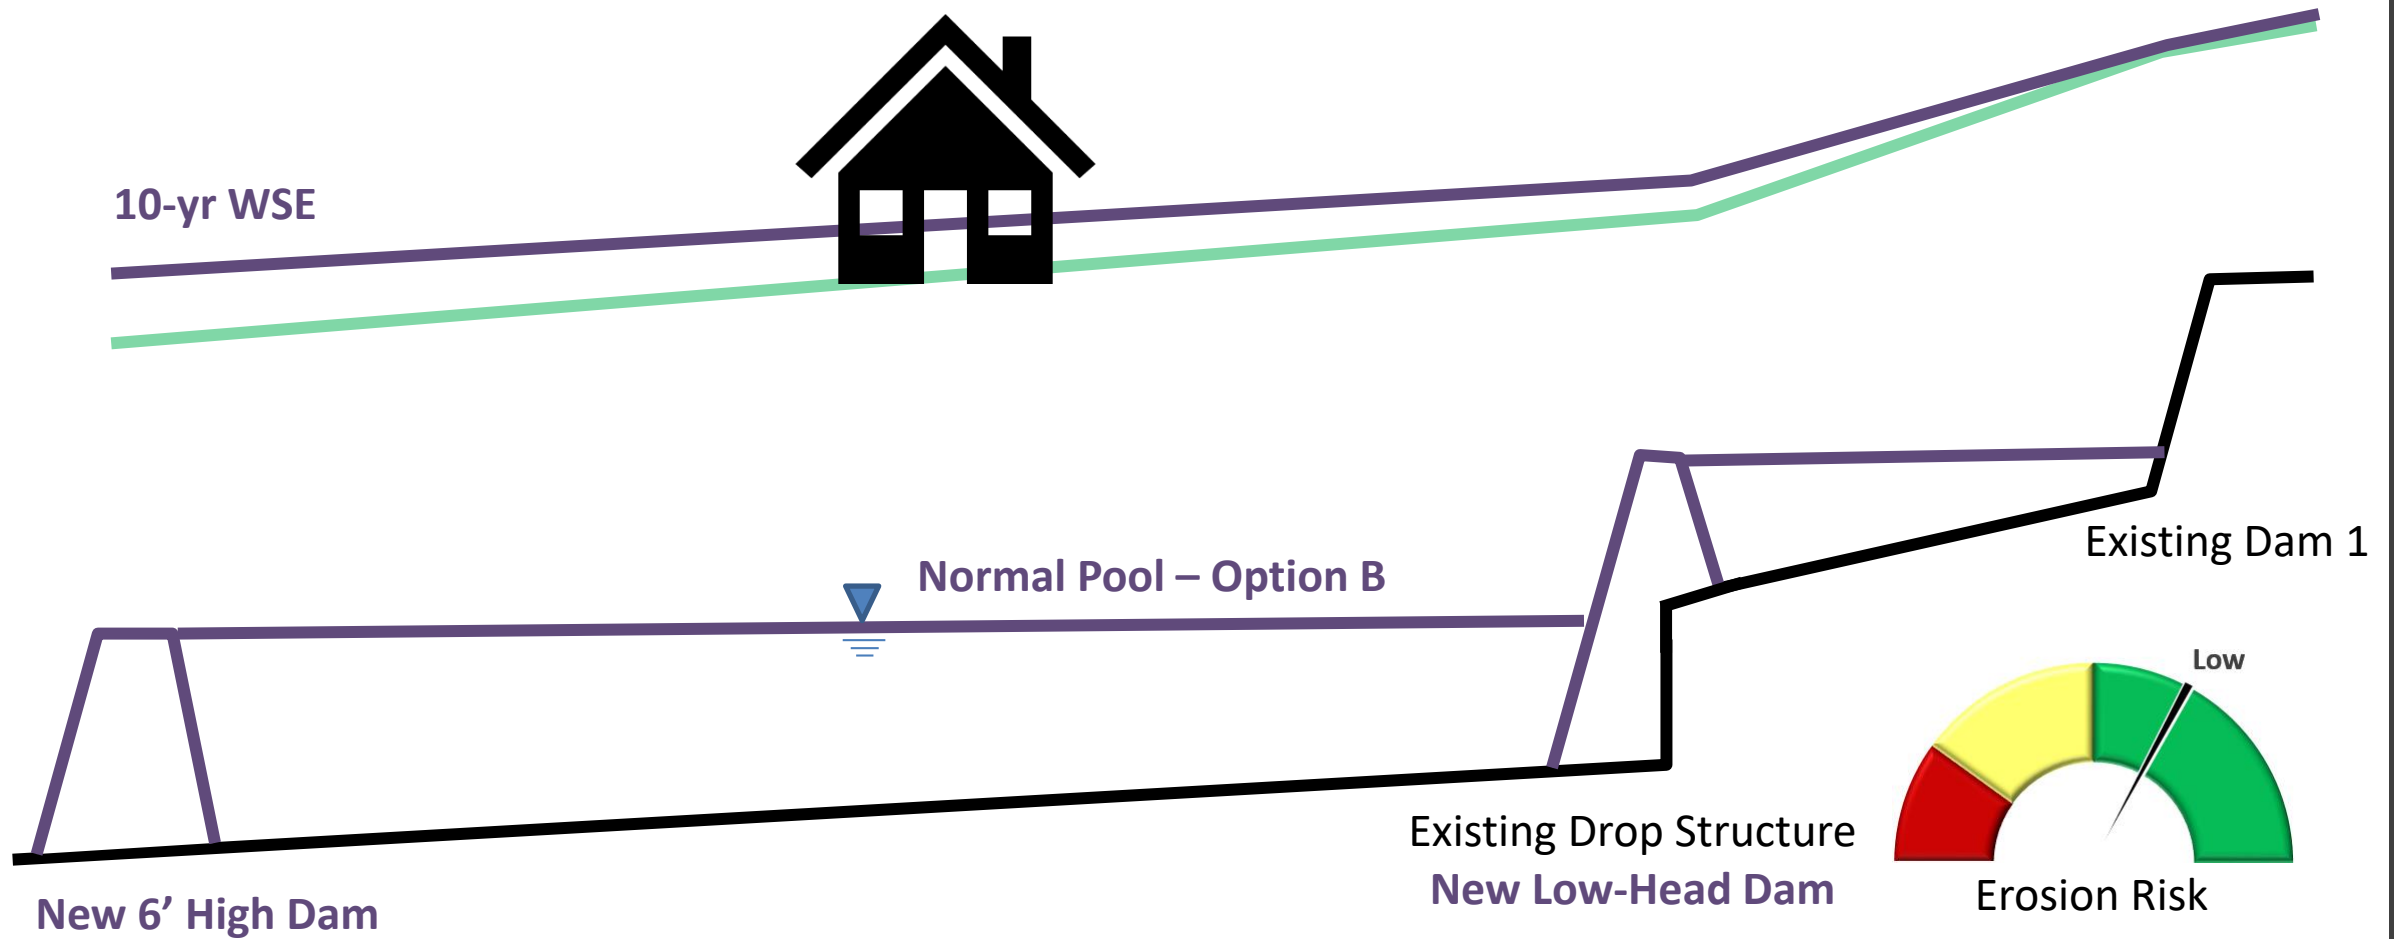 10-yr WSE
Normal Pool – Option B
Existing Dam 1
Low
Existing Drop Structure
New Low-Head Dam
Erosion Risk
New 6’ High Dam